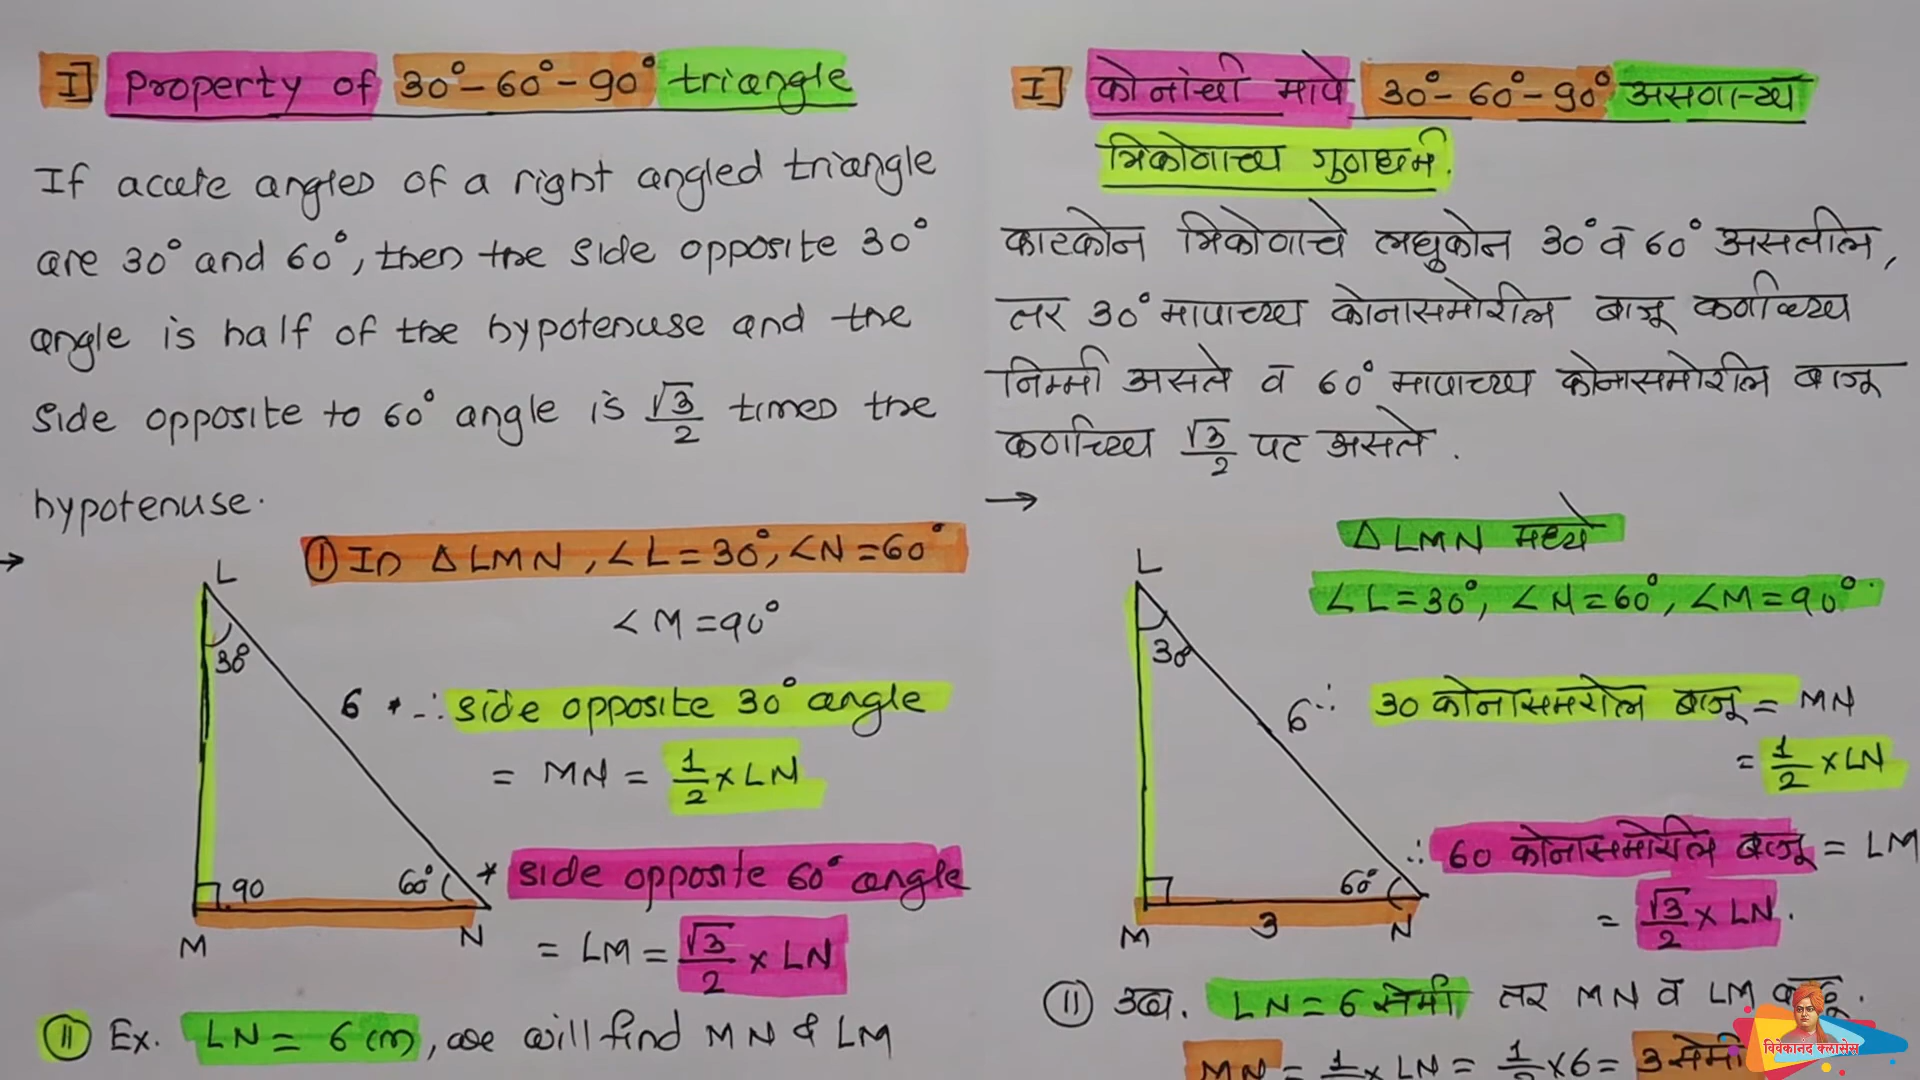 I] Property of 30°-60°-90° triangle
If acute angles of a right angled triangle
are 30° and 60°, then the side opposite 30°
angle is half of the hypotenuse and the
side opposite to 60° angle is √3/2 times the
hypotenuse.
→
① In Δ LMN, ∠L=30°, ∠N=60°
∠M=90°
L
30°
6
* ∴ side opposite 30° angle
= MN = 1/2 × LN
* side opposite 60° angle
= LM = √3/2 × LN
90
60°
M
N
⑪ Ex. LN = 6 cm, we will find MN & LM
I] कोनांची मापे 30°-60°-90° असणाऱ्या
त्रिकोणाचा गुणधर्म.
काटकोन त्रिकोणाचे लघुकोन 30° व 60° असतील,
तर 30° मापाच्या कोनासमोरील बाजू कर्णाच्या
निम्मी असते व 60° मापाच्या कोनासमोरील बाजू
कर्णाच्या √3/2 पट असते.
→
Δ LMN मध्ये
∠L=30°, ∠N=60°, ∠M=90°
L
30°
6
∴ 30 कोनासमरोल बाजू = MN
= 1/2 × LN
∴ 60 कोनासमोरील बाजू = LM
= √3/2 × LN.
60°
M
3
N
⑪ उदा. LN = 6 सेमी तर MN व LM
MN = 1/2 × LN = 1/2 × 6 = 3 सेमी
विवेकानंद क्लासेस